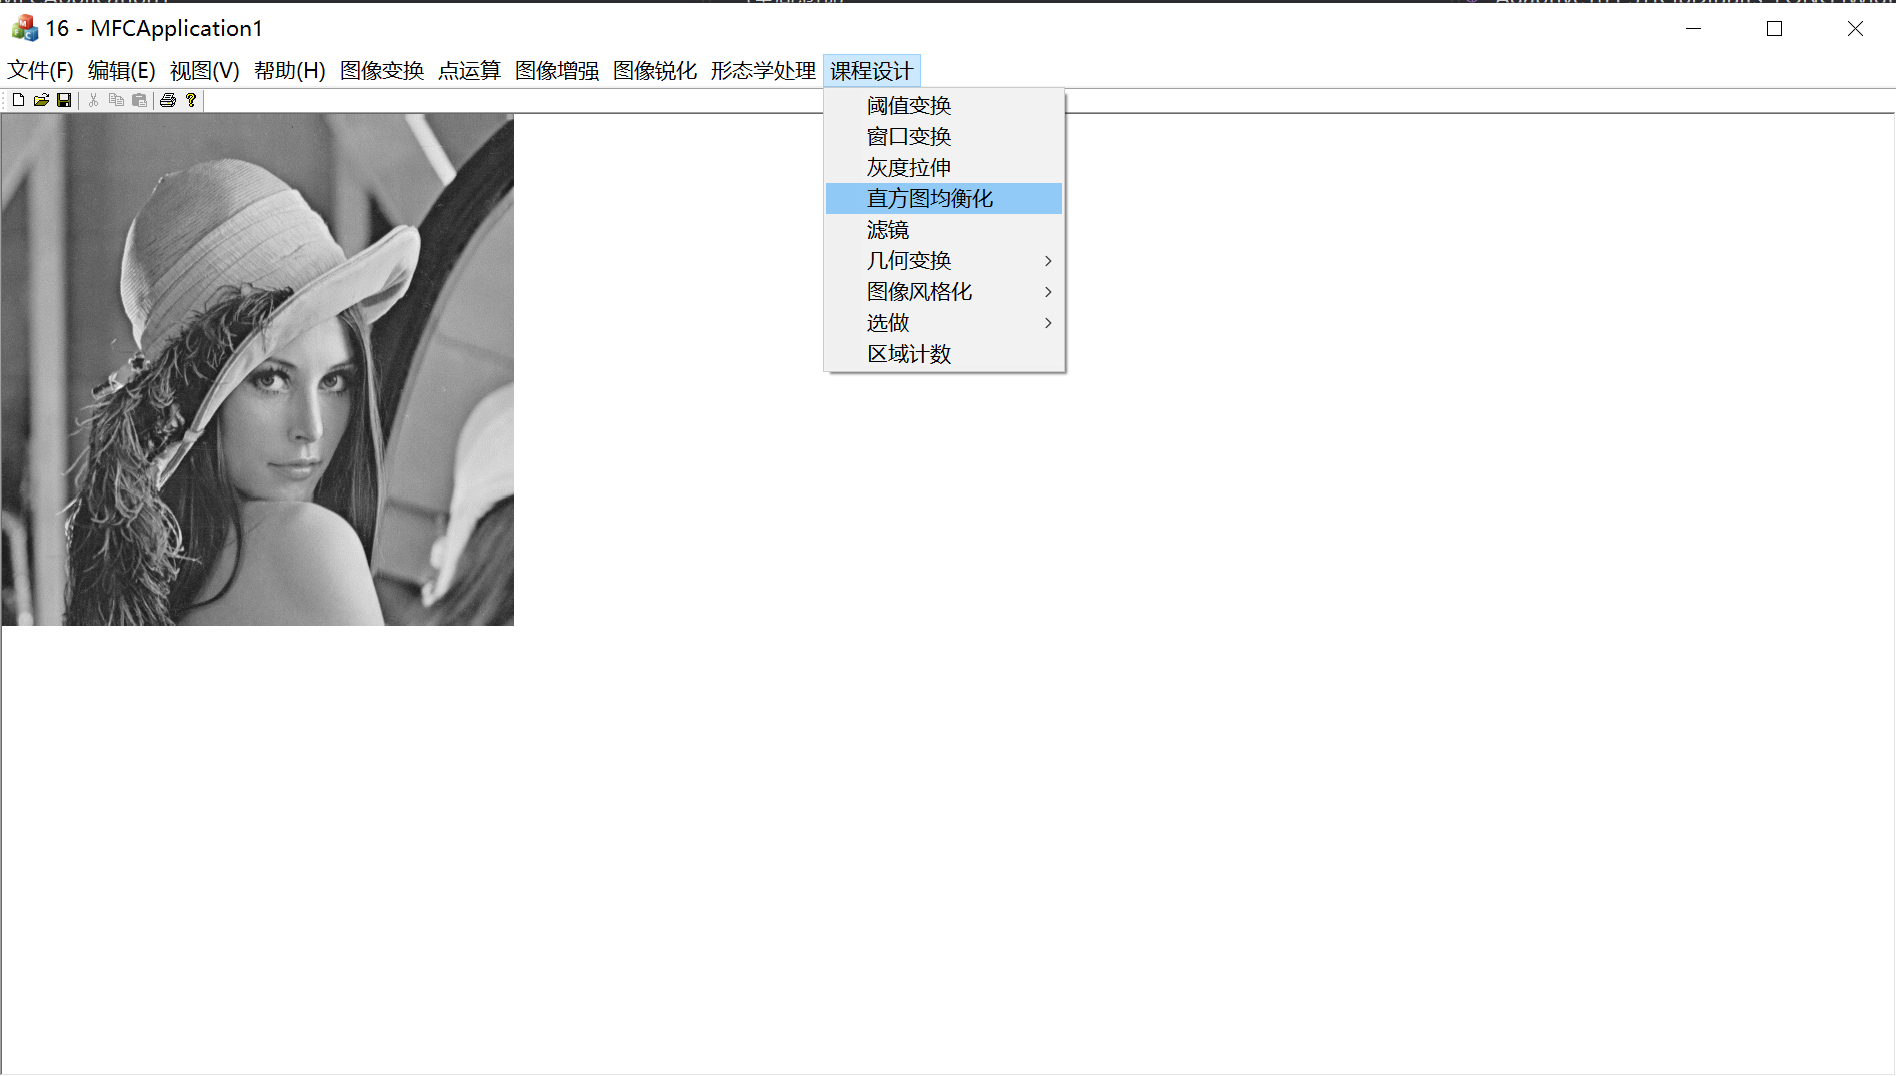 16 - MFCApplication1
文件(F) 编辑(E) 视图(V) 帮助(H) 图像变换 点运算 图像增强 图像锐化 形态学处理 课程设计
阈值变换
窗口变换
灰度拉伸
直方图均衡化
滤镜
几何变换
图像风格化
选做
区域计数